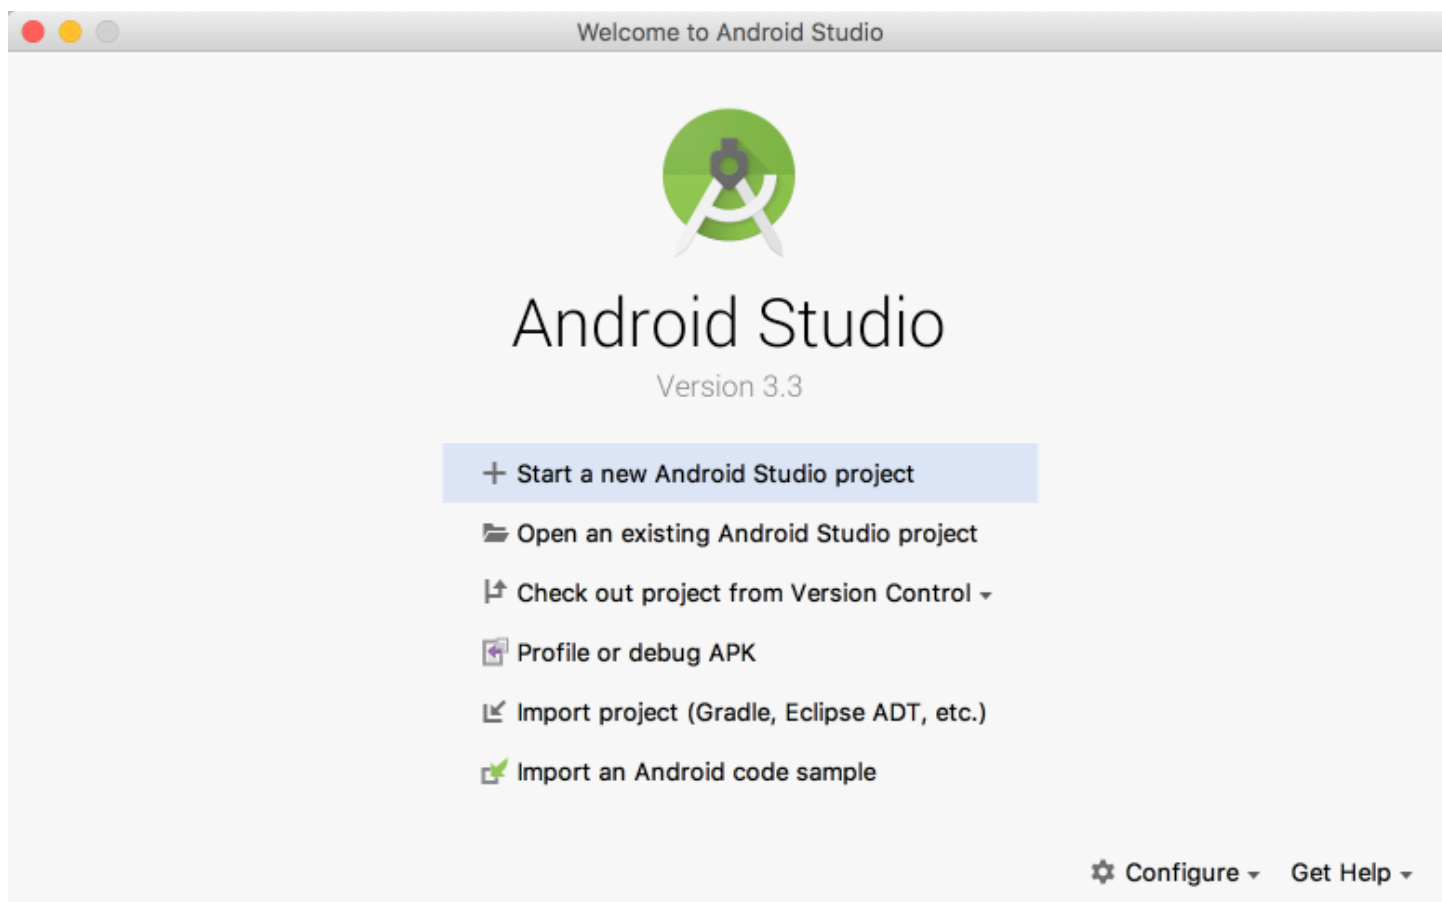 Welcome to Android Studio
Android Studio
Version 3.3
Start a new Android Studio project
Open an existing Android Studio project
Check out project from Version Control
Profile or debug APK
Import project (Gradle, Eclipse ADT, etc.)
Import an Android code sample
Configure Get Help